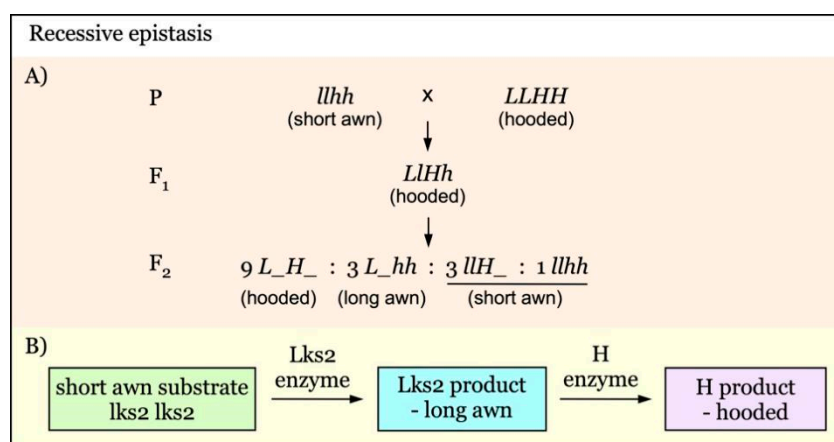 Recessive epistasis
A)
P llhh x LLHH
(short awn) (hooded)
F₁ LlHh
(hooded)
F₂ 9 L_H_ : 3 L_hh : 3 llH_ : 1 llhh
(hooded) (long awn) (short awn)
B)
Lks2 H
enzyme enzyme
short awn substrate Lks2 product H product
lks2 lks2 - long awn - hooded